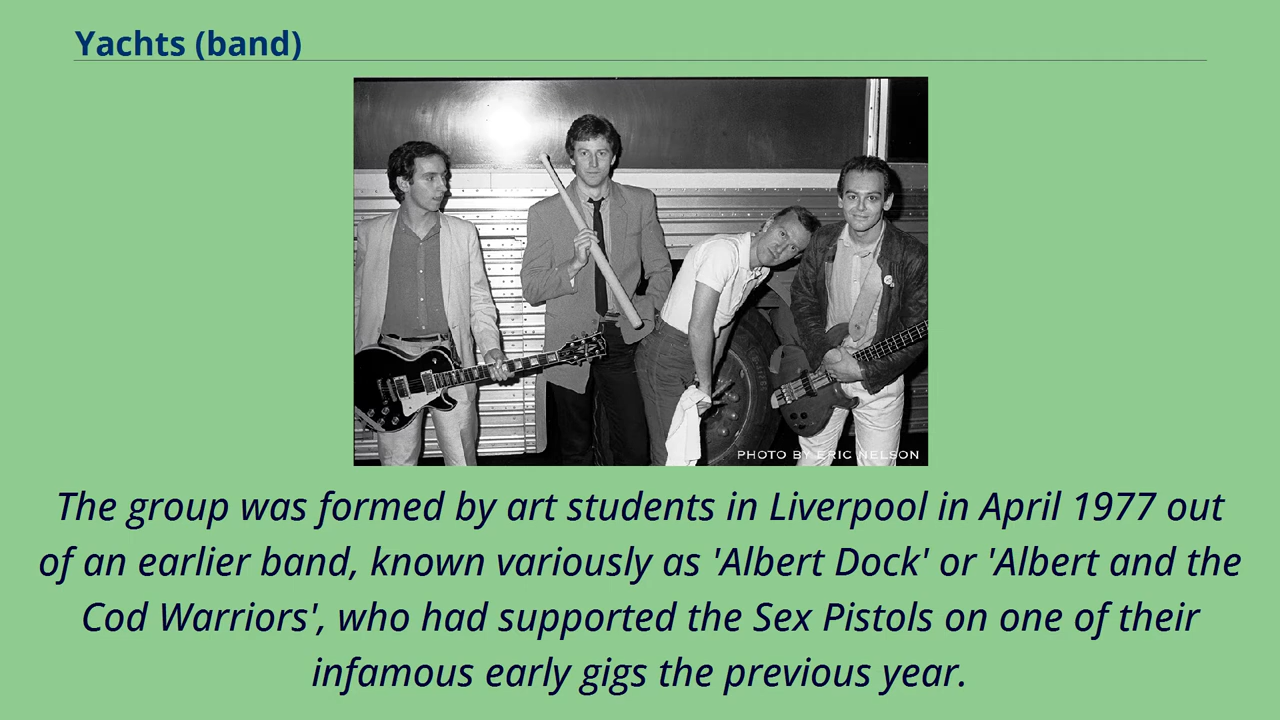 Yachts (band)
PHOTO BY ERIC NELSON
The group was formed by art students in Liverpool in April 1977 out
of an earlier band, known variously as 'Albert Dock' or 'Albert and the
Cod Warriors', who had supported the Sex Pistols on one of their
infamous early gigs the previous year.